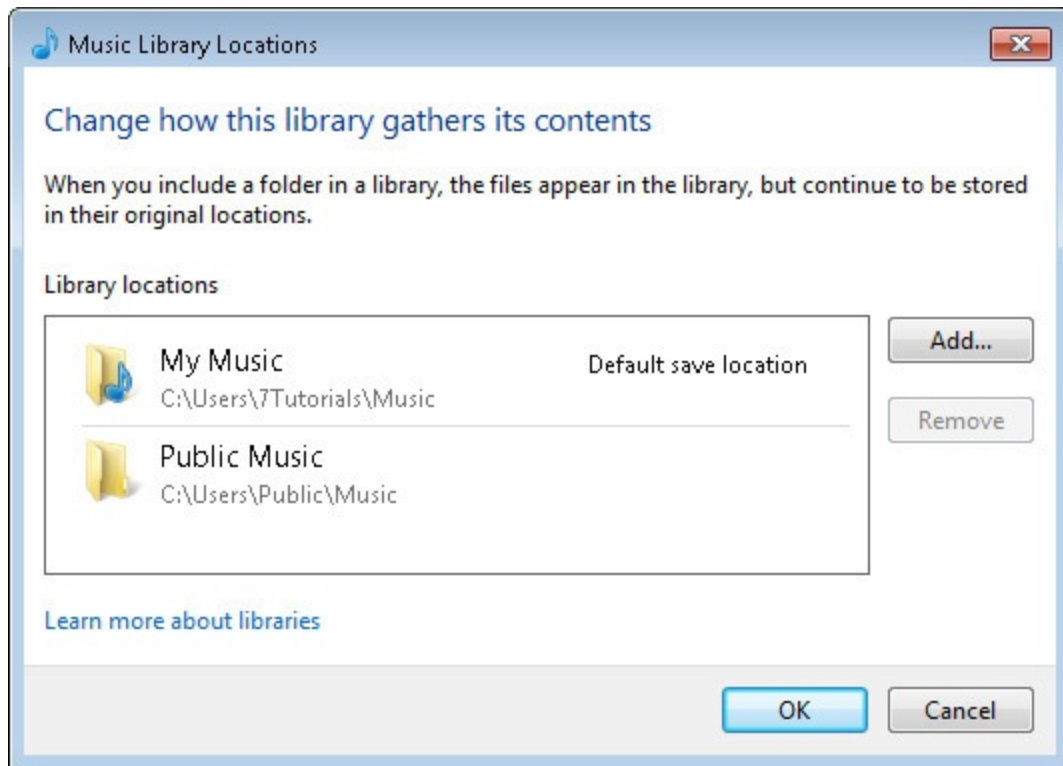 Music Library Locations
Change how this library gathers its contents
When you include a folder in a library, the files appear in the library, but continue to be stored
in their original locations.
Library locations
My Music
Default save location
C:\Users\7Tutorials\Music
Public Music
C:\Users\Public\Music
Add...
Remove
Learn more about libraries
OK
Cancel